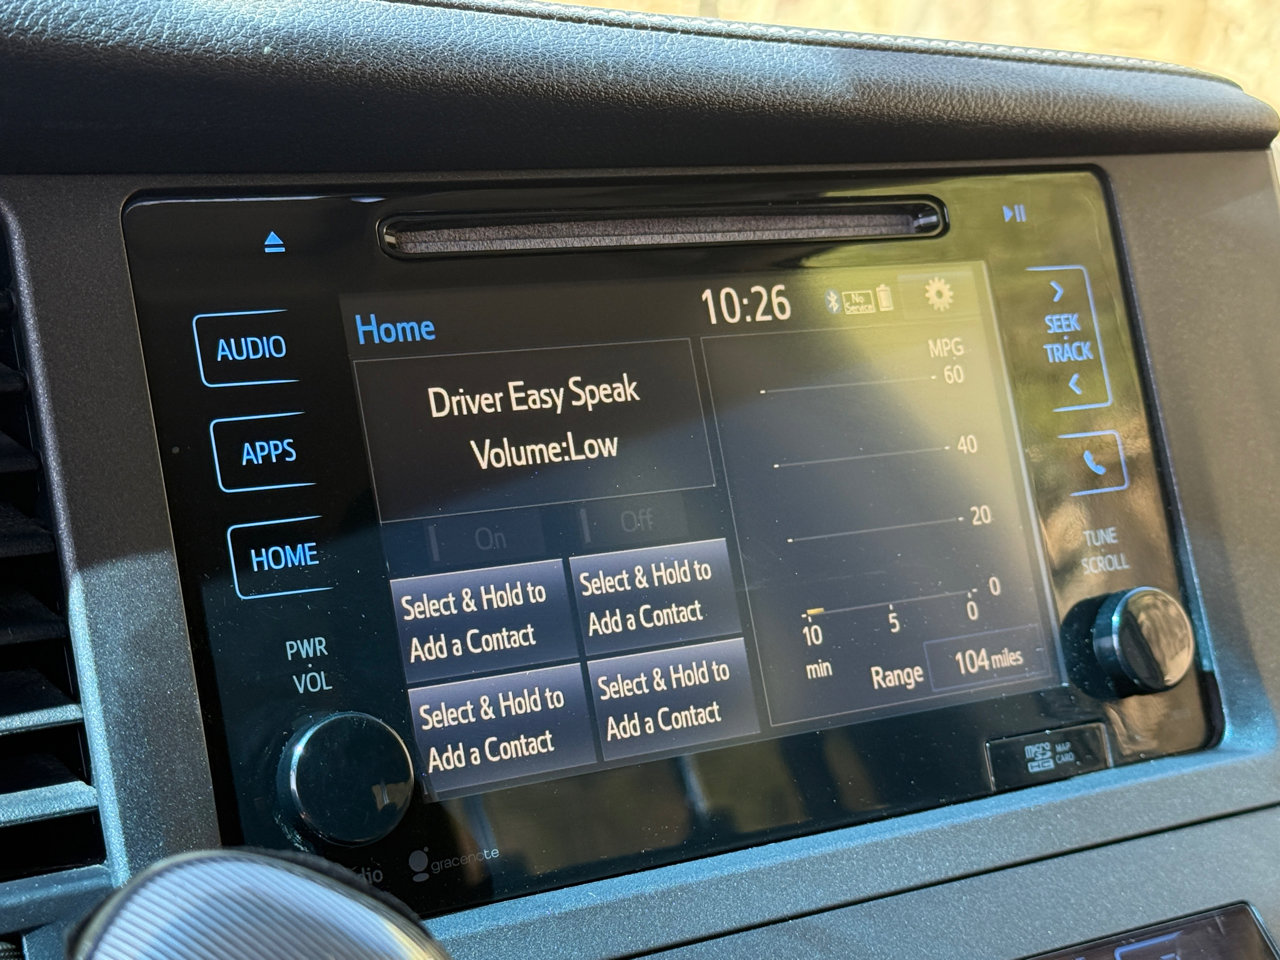 AUDIO
APPS
HOME
PWR
VOL
Home
10:26
No
Service
Driver Easy Speak
Volume:Low
On
Off
Select & Hold to
Add a Contact
Select & Hold to
Add a Contact
Select & Hold to
Add a Contact
Select & Hold to
Add a Contact
MPG
60
40
20
0
10
5
0
min
Range
104 miles
SEEK
TRACK
TUNE
SCROLL
micro
HC
MAP
CARD
gracenote